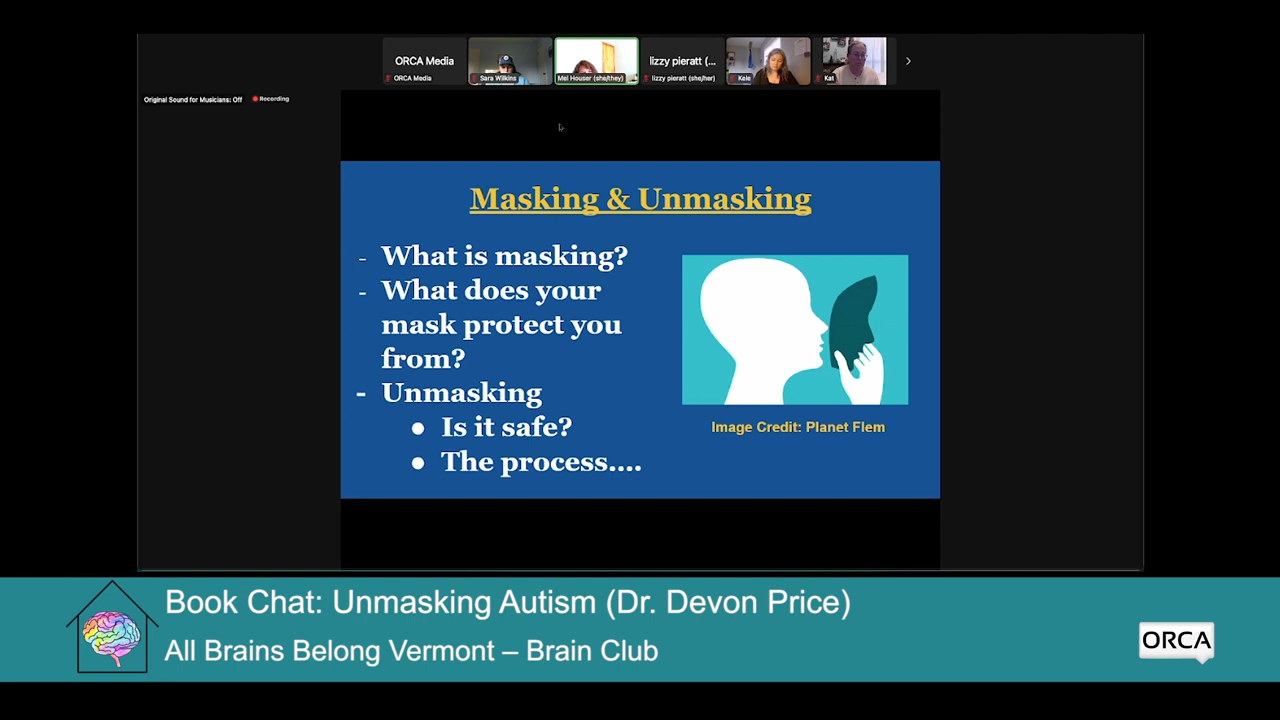 ORCA Media
lizzy pieratt (...
ORCA Media
Sara Wilkins
Mel Houser (she/they)
lizzy pieratt (she/her)
Kele
Kat
Original Sound for Musicians: Off
Recording
Masking & Unmasking
- What is masking?
- What does your
mask protect you
from?
- Unmasking
● Is it safe?
● The process....
Image Credit: Planet Flem
Book Chat: Unmasking Autism (Dr. Devon Price)
All Brains Belong Vermont – Brain Club
ORCA